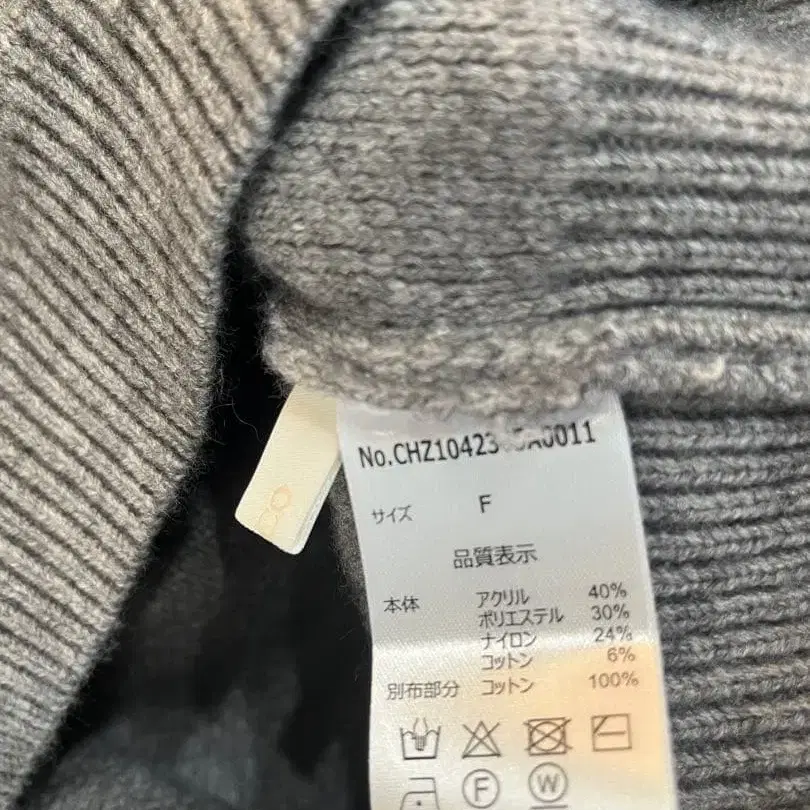 サイズ F
品質表示
本体 アクリル 40%
ポリエステル 30%
ナイロン 24%
コットン 6%
別布部分 コットン 100%
F W